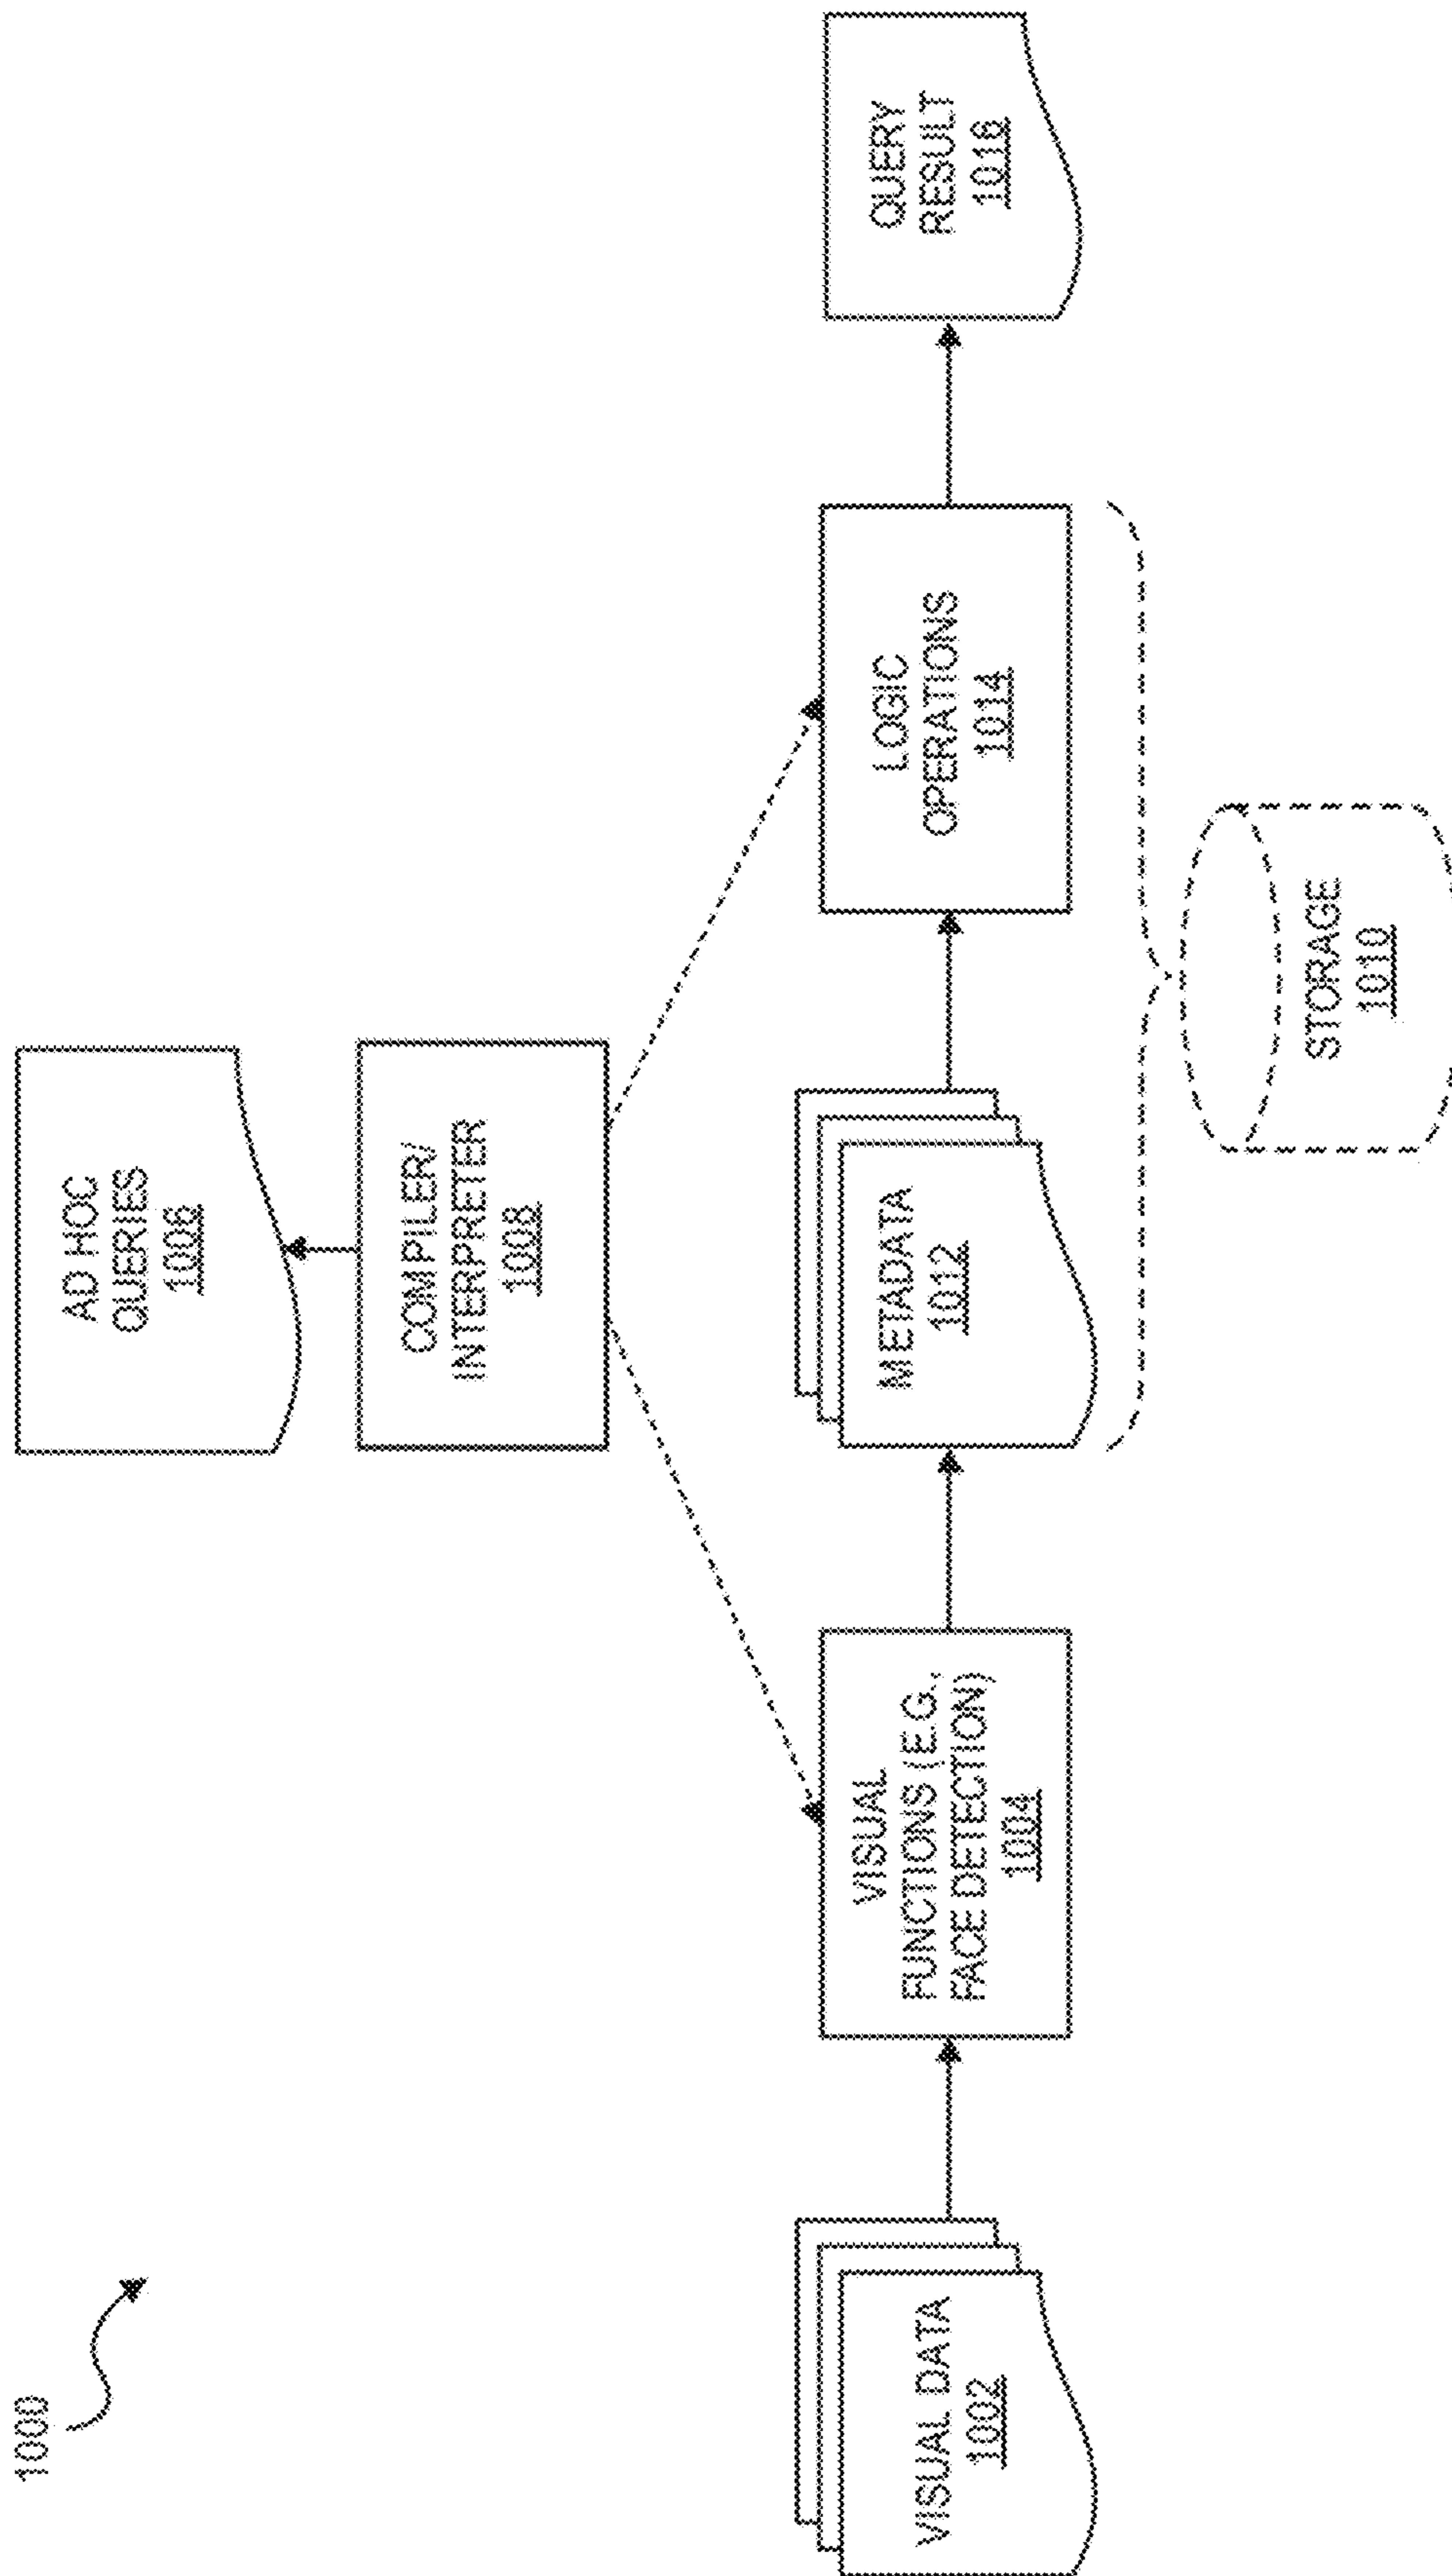 1000
AD HOC
QUERIES
1006
COMPILER/
INTERPRETER
1008
VISUAL DATA
1002
VISUAL
FUNCTIONS (E.G.,
FACE DETECTION)
1004
METADATA
1012
LOGIC
OPERATIONS
1014
QUERY
RESULT
1016
STORAGE
1010